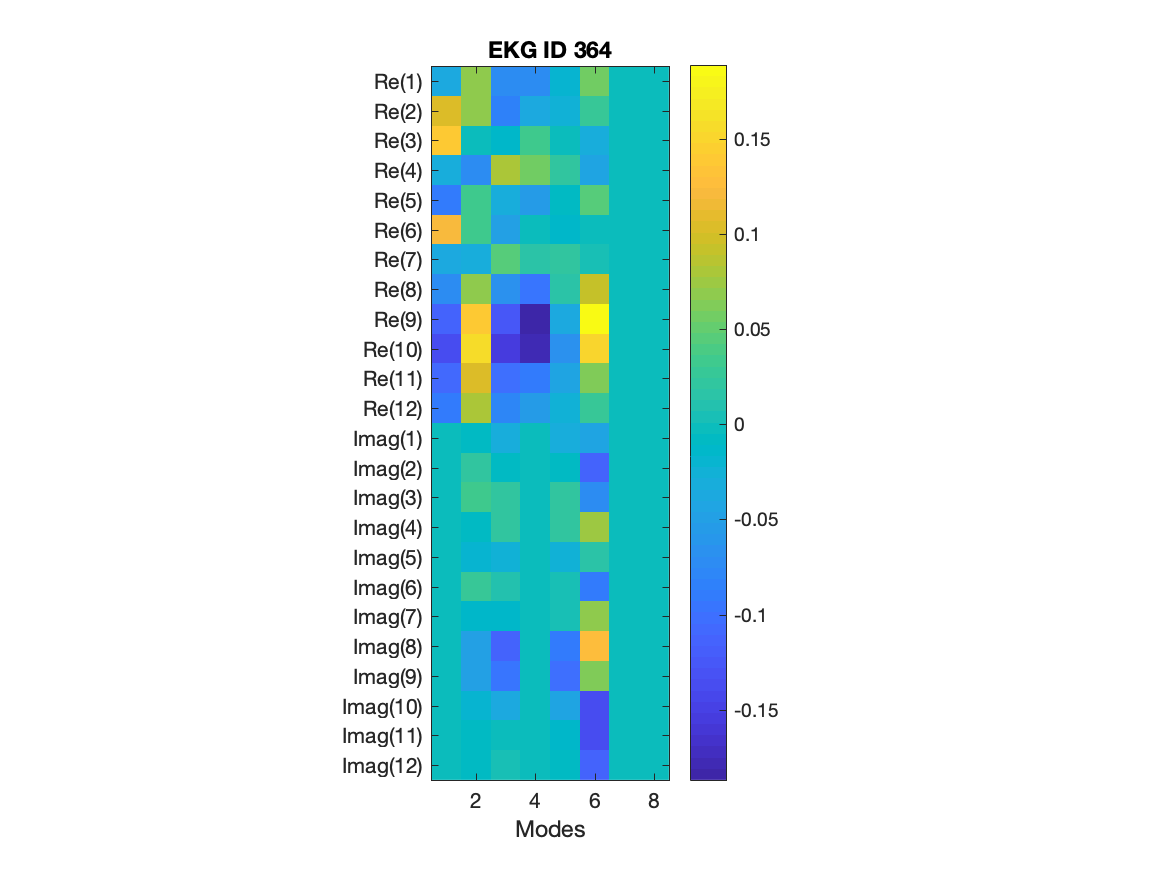 EKG ID 364
Re(1)
Re(2)
Re(3)
Re(4)
Re(5)
Re(6)
Re(7)
Re(8)
Re(9)
Re(10)
Re(11)
Re(12)
Imag(1)
Imag(2)
Imag(3)
Imag(4)
Imag(5)
Imag(6)
Imag(7)
Imag(8)
Imag(9)
Imag(10)
Imag(11)
Imag(12)
2 4 6 8
Modes
0.15
0.1
0.05
0
-0.05
-0.1
-0.15